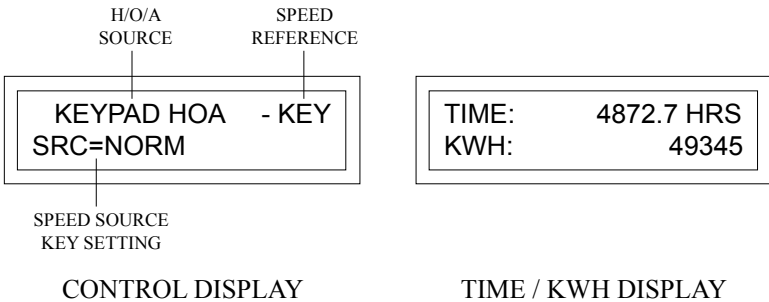 H/O/A
SOURCE
SPEED
REFERENCE
KEYPAD HOA - KEY
SRC=NORM
SPEED SOURCE
KEY SETTING
CONTROL DISPLAY
TIME: 4872.7 HRS
KWH: 49345
TIME / KWH DISPLAY